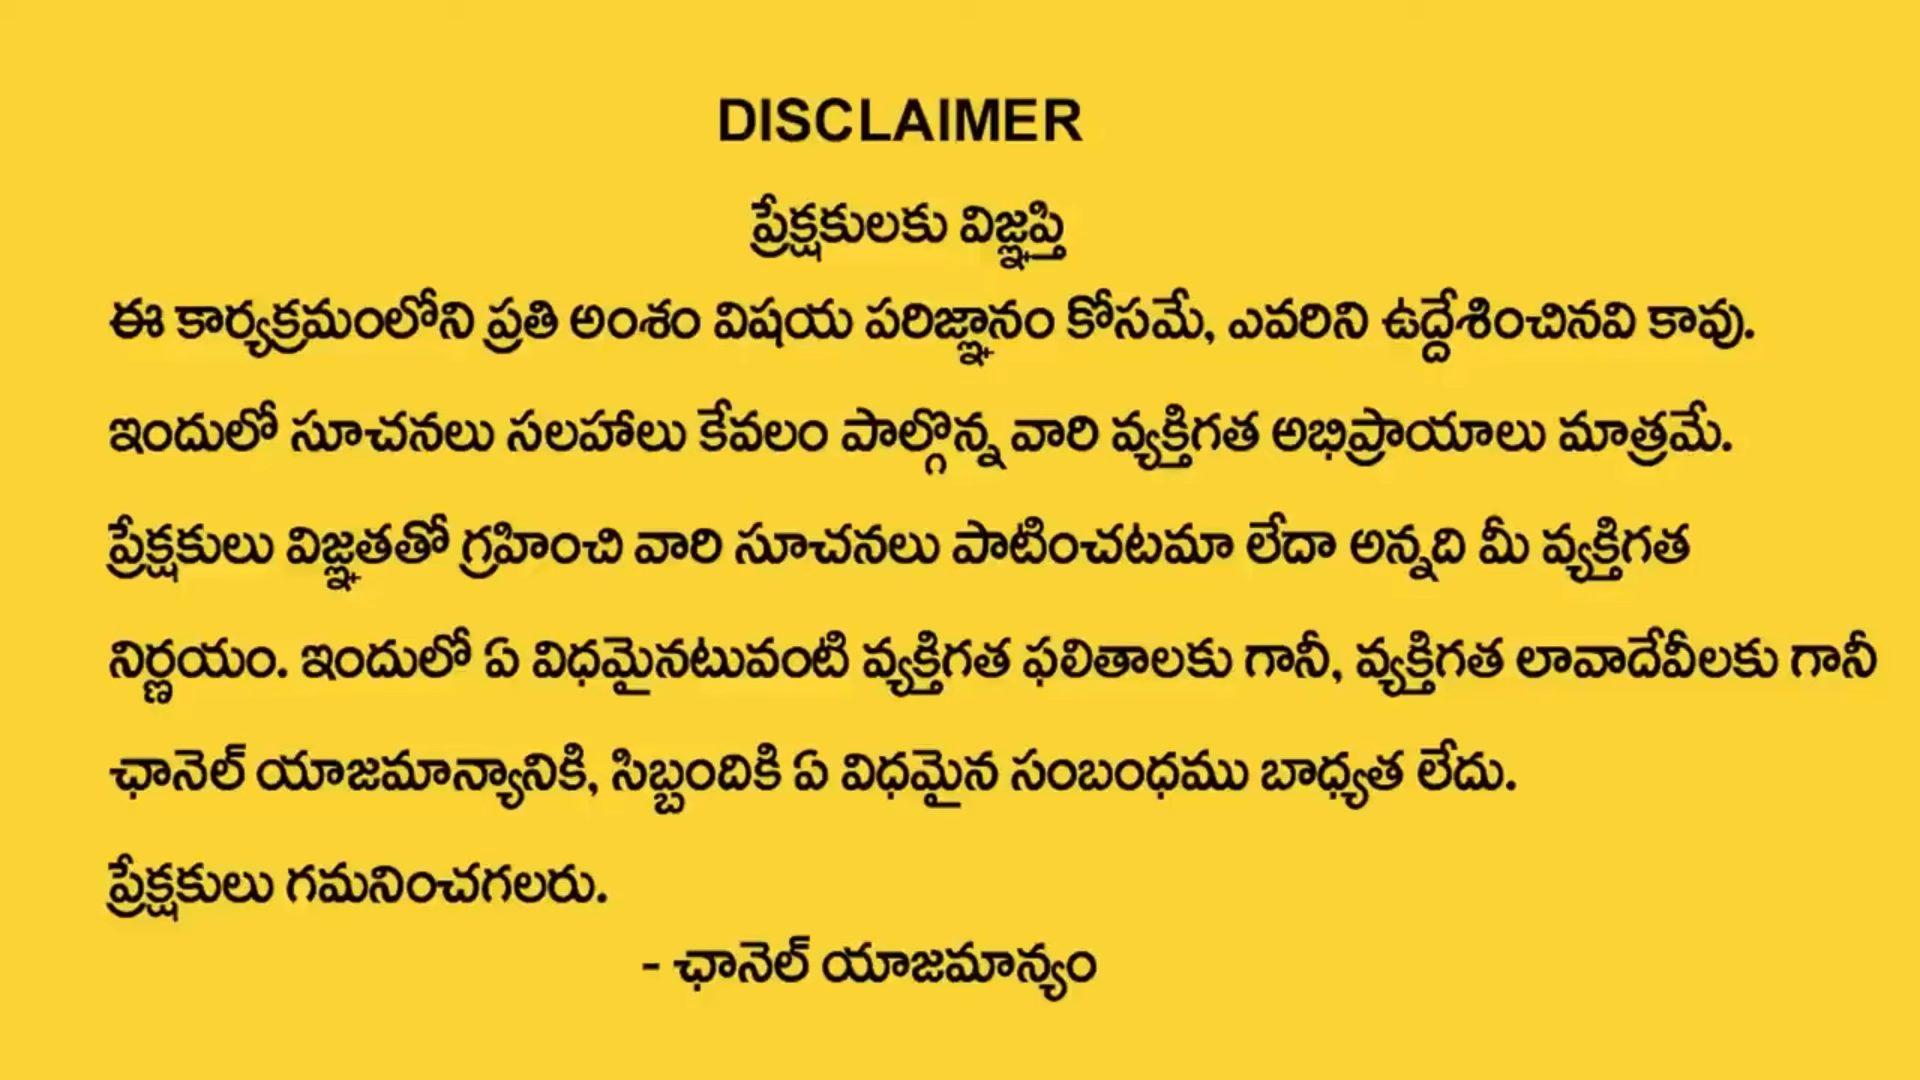 DISCLAIMER
ప్రేక్షకులకు విజ్ఞప్తి
ఈ కార్యక్రమంలోని ప్రతి అంశం విషయ పరిజ్ఞానం కోసమే, ఎవరిని ఉద్దేశించినవి కావు.
ఇందులో సూచనలు సలహాలు కేవలం పాల్గొన్న వారి వ్యక్తిగత అభిప్రాయాలు మాత్రమే.
ప్రేక్షకులు విజ్ఞతతో గ్రహించి వారి సూచనలు పాటించటమా లేదా అన్నది మీ వ్యక్తిగత
నిర్ణయం. ఇందులో ఏ విధమైనటువంటి వ్యక్తిగత ఫలితాలకు గానీ, వ్యక్తిగత లావాదేవీలకు గానీ
ఛానెల్ యాజమాన్యానికి, సిబ్బందికి ఏ విధమైన సంబంధము బాధ్యత లేదు.
ప్రేక్షకులు గమనించగలరు.
- ఛానెల్ యాజమాన్యం